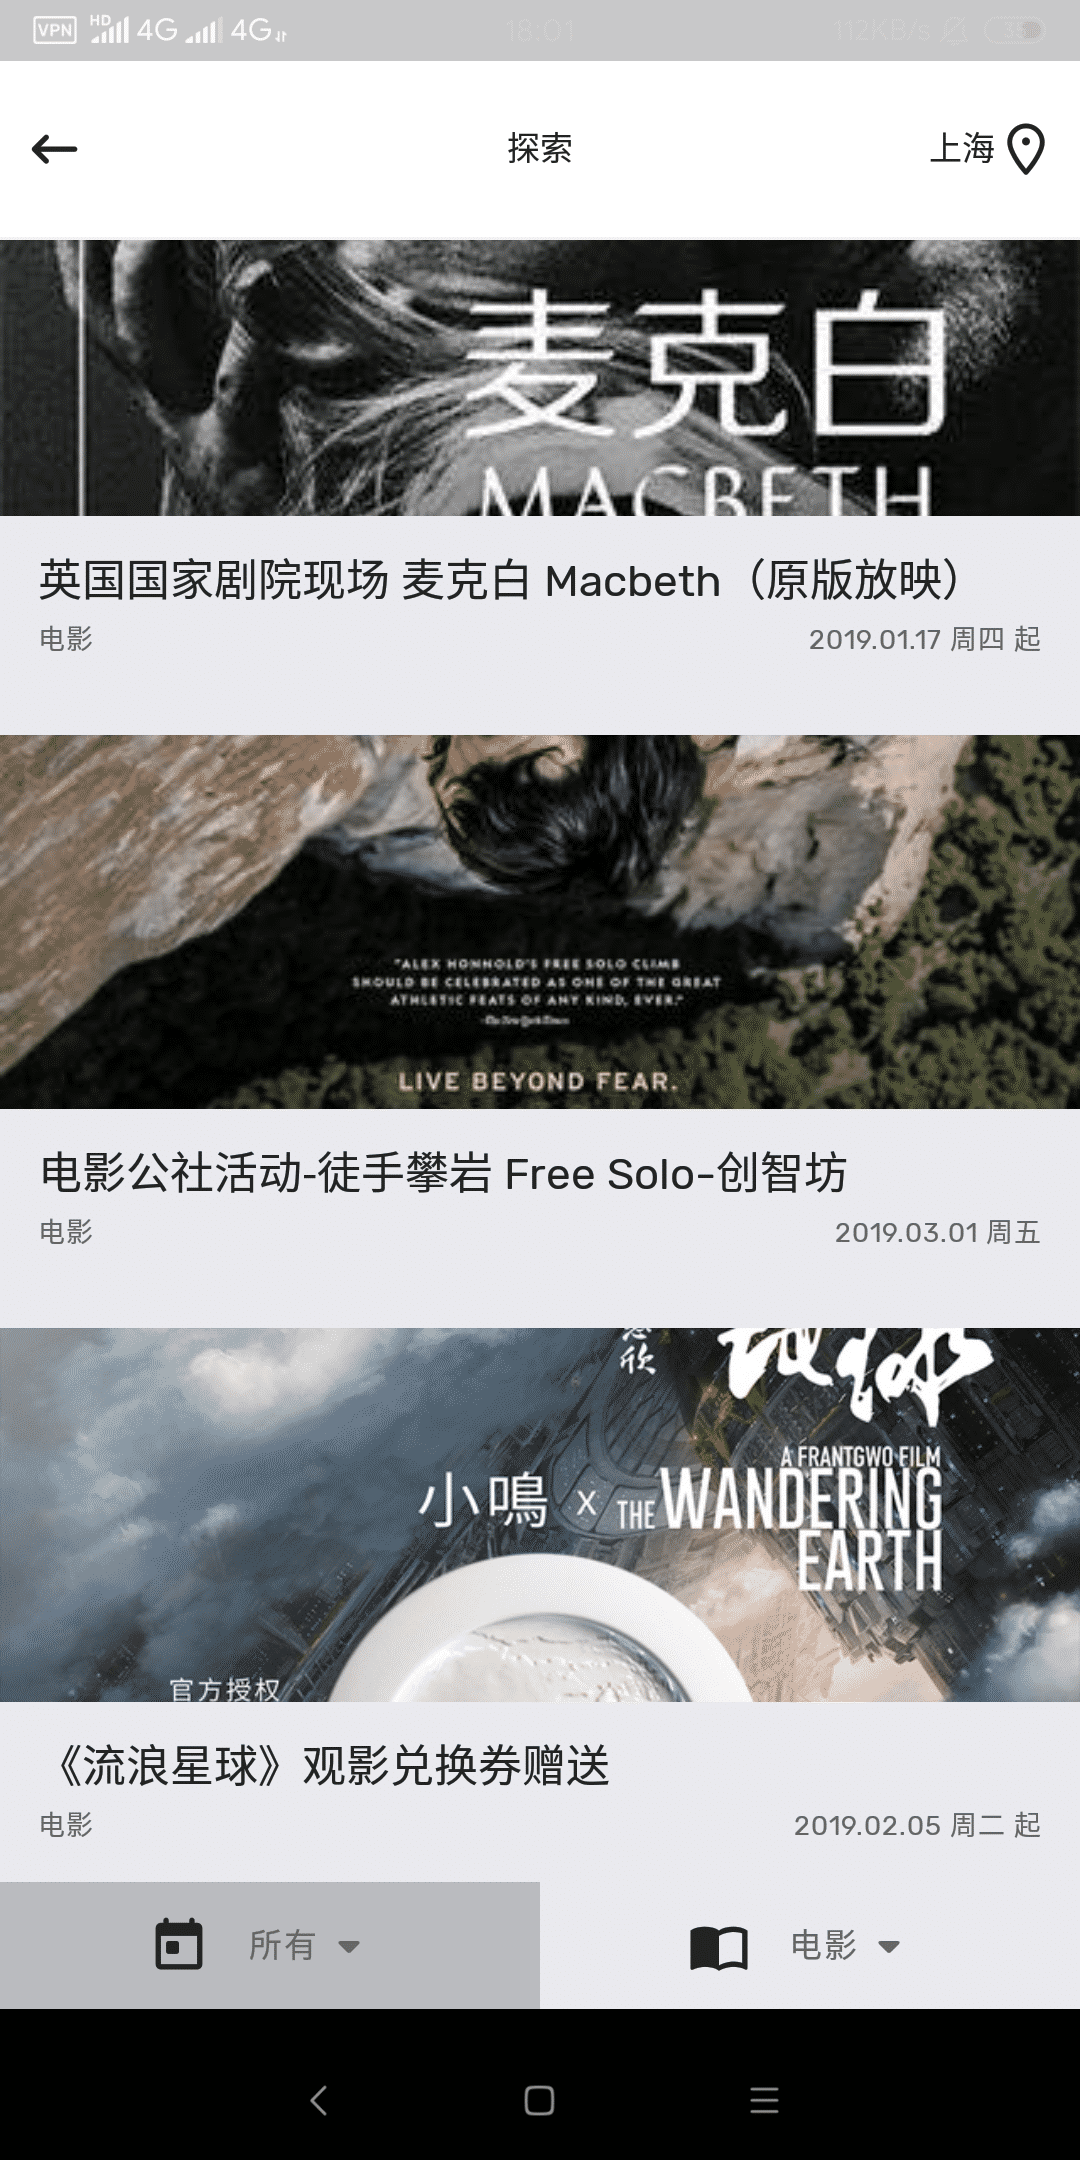 VPN HD 4G 4G 18:01 112KB/s
探索
上海
麦克白
MACBETH
英国国家剧院现场 麦克白 Macbeth（原版放映）
电影
2019.01.17 周四 起
"ALEX HONNOLD'S FREE SOLO CLIMB
SHOULD BE CELEBRATED AS ONE OF THE GREAT
ATHLETIC FEATS OF ANY KIND, EVER."
-The New York Times
LIVE BEYOND FEAR.
电影公社活动-徒手攀岩 Free Solo-创智坊
电影
2019.03.01 周五
地球
欣
A FRANTGWO FILM
小鳴 x THE WANDERING
EARTH
官方授权
《流浪星球》观影兑换券赠送
电影
2019.02.05 周二 起
所有
电影